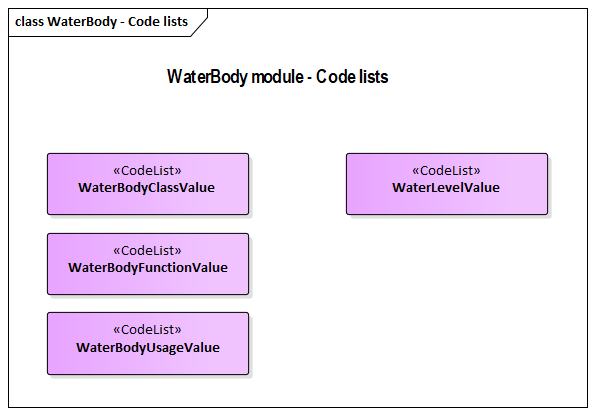 class WaterBody - Code lists
WaterBody module - Code lists
«CodeList»
WaterBodyClassValue
«CodeList»
WaterLevelValue
«CodeList»
WaterBodyFunctionValue
«CodeList»
WaterBodyUsageValue